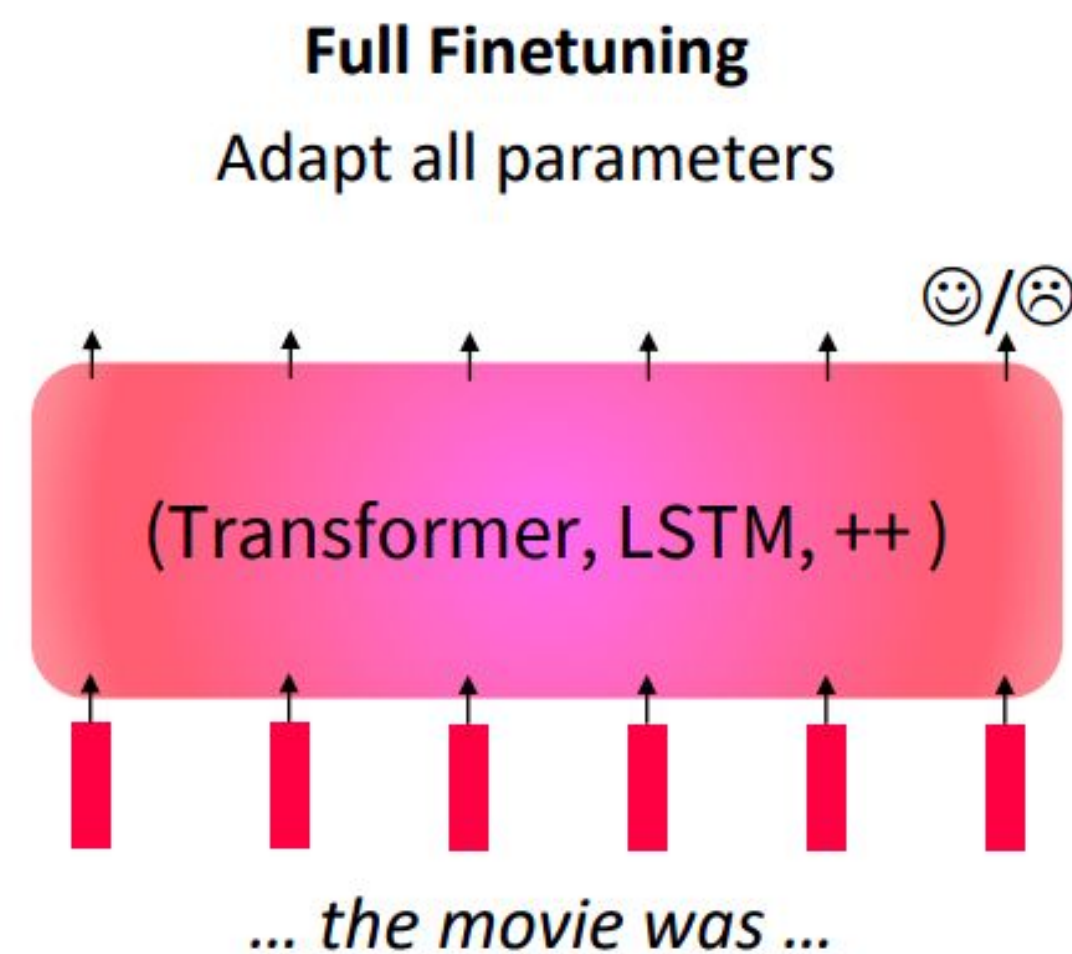 Full Finetuning
Adapt all parameters
☺/☹
(Transformer, LSTM, ++ )
... the movie was ...